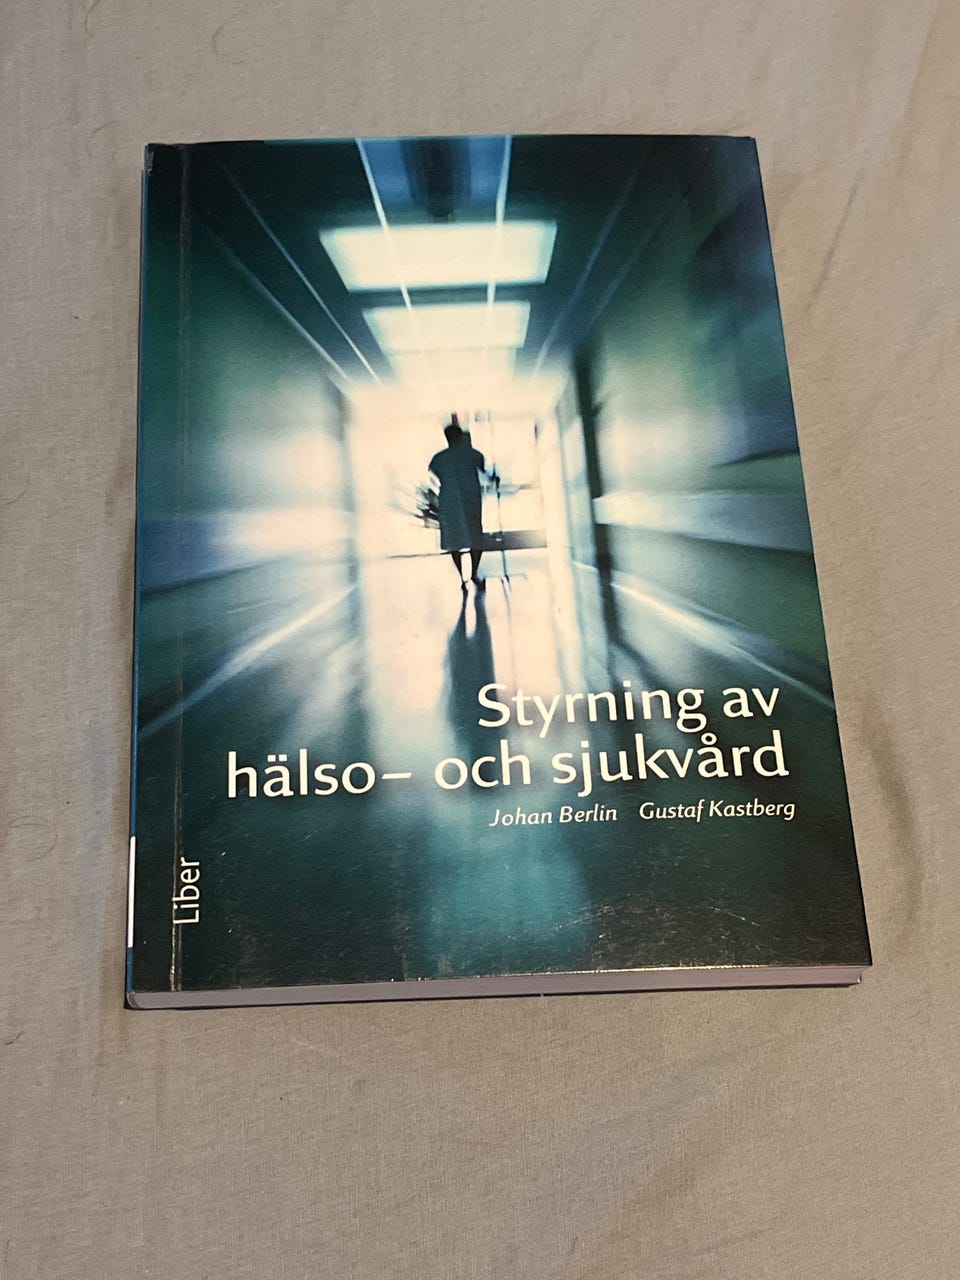 Styrning av
hälso– och sjukvård
Johan Berlin Gustaf Kastberg
Liber